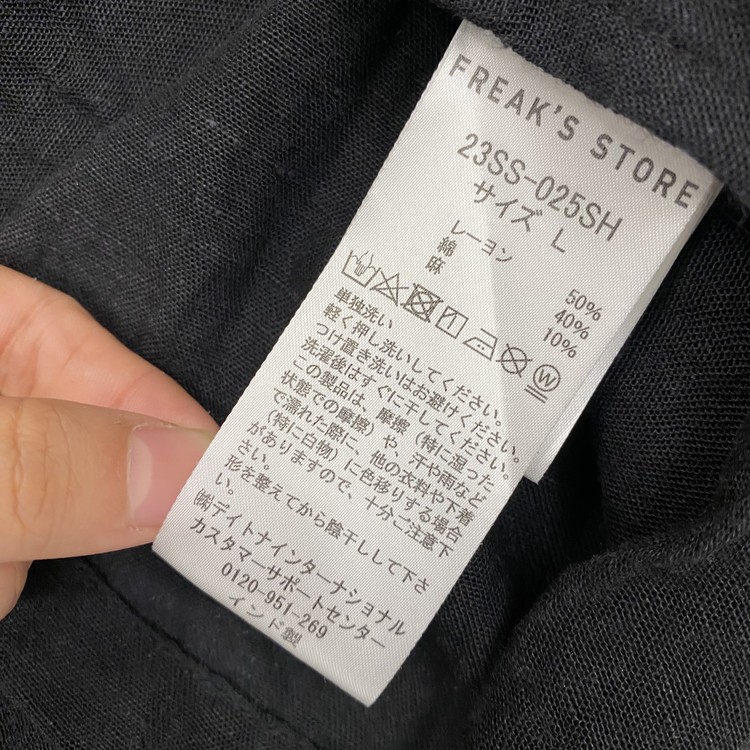 FREAK'S STORE
23SS-025SH
サイズ L
レーヨン 50%
綿 40%
麻 10%
W
単独洗い
軽く押し洗いしてください。
つけ置き洗いはお避けください。
洗濯後はすぐに干してください。
この製品は、摩擦（特に湿った
状態での摩擦）や、汗や雨など
で濡れた際に、他の衣料や下着
（特に白物）に色移りする場合
がありますので、十分ご注意下
さい。
形を整えてから陰干しして下さ
い。
㈱デイトナインターナショナル
カスタマーサポートセンター
0120-951-269
インド製